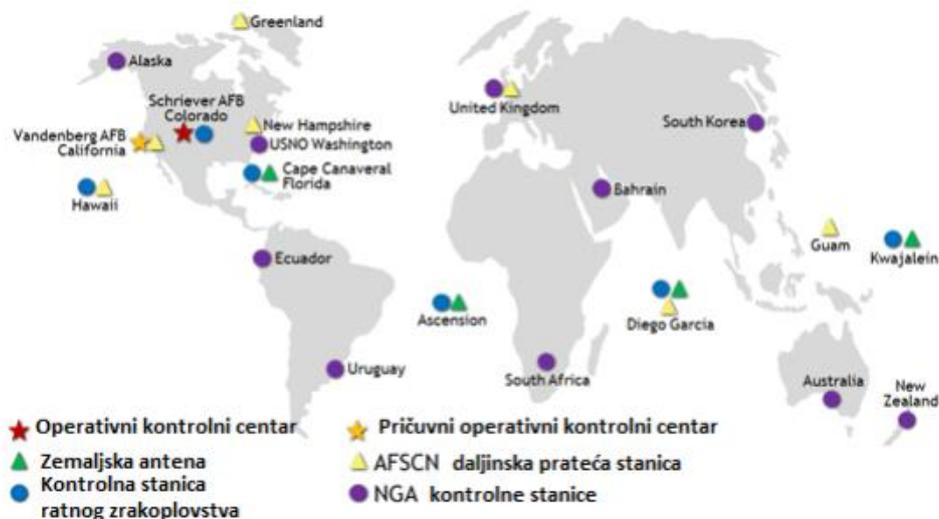 Greenland
Alaska
Schriever AFB
Colorado
United Kingdom
New Hampshire
South Korea
Vandenberg AFB
California
USNO Washington
Cape Canaveral
Florida
Bahrain
Hawaii
Guam
Kwajalein
Ecuador
Ascension
Diego Garcia
Uruguay
South Africa
Australia
New
Zealand
Operativni kontrolni centar
Pričuvni operativni kontrolni centar
Zemaljska antena
AFSCN daljinska prateća stanica
Kontrolna stanica
ratnog zrakoplovstva
NGA kontrolne stanice